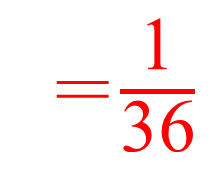 = 1/36